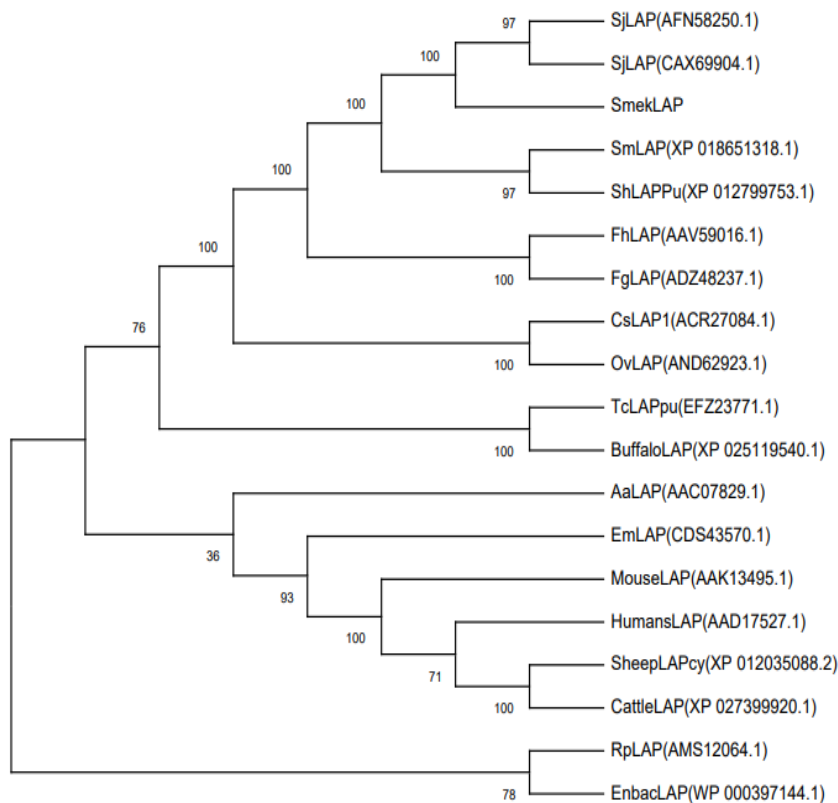 97
SjLAP(AFN58250.1)
SjLAP(CAX69904.1)
100
SmekLAP
100
SmLAP(XP 018651318.1)
97
ShLAPPu(XP 012799753.1)
100
FhLAP(AAV59016.1)
100
FgLAP(ADZ48237.1)
100
CsLAP1(ACR27084.1)
100
OvLAP(AND62923.1)
76
TcLAPpu(EFZ23771.1)
100
BuffaloLAP(XP 025119540.1)
AaLAP(AAC07829.1)
36
EmLAP(CDS43570.1)
93
MouseLAP(AAK13495.1)
100
HumansLAP(AAD17527.1)
71
SheepLAPcy(XP 012035088.2)
100
CattleLAP(XP 027399920.1)
RpLAP(AMS12064.1)
78
EnbacLAP(WP 000397144.1)